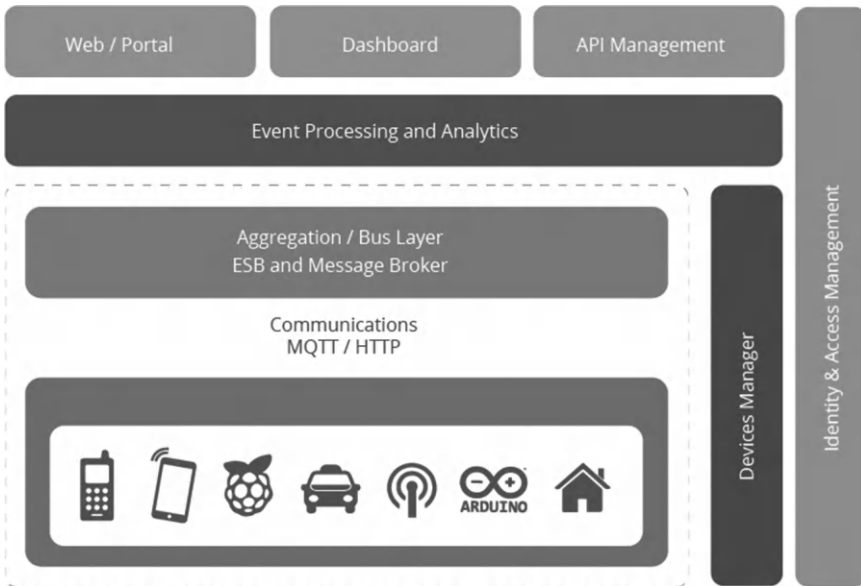 Web / Portal
Dashboard
API Management
Event Processing and Analytics
Aggregation / Bus Layer
ESB and Message Broker
Communications
MQTT / HTTP
ARDUINO
Devices Manager
Identity & Access Management